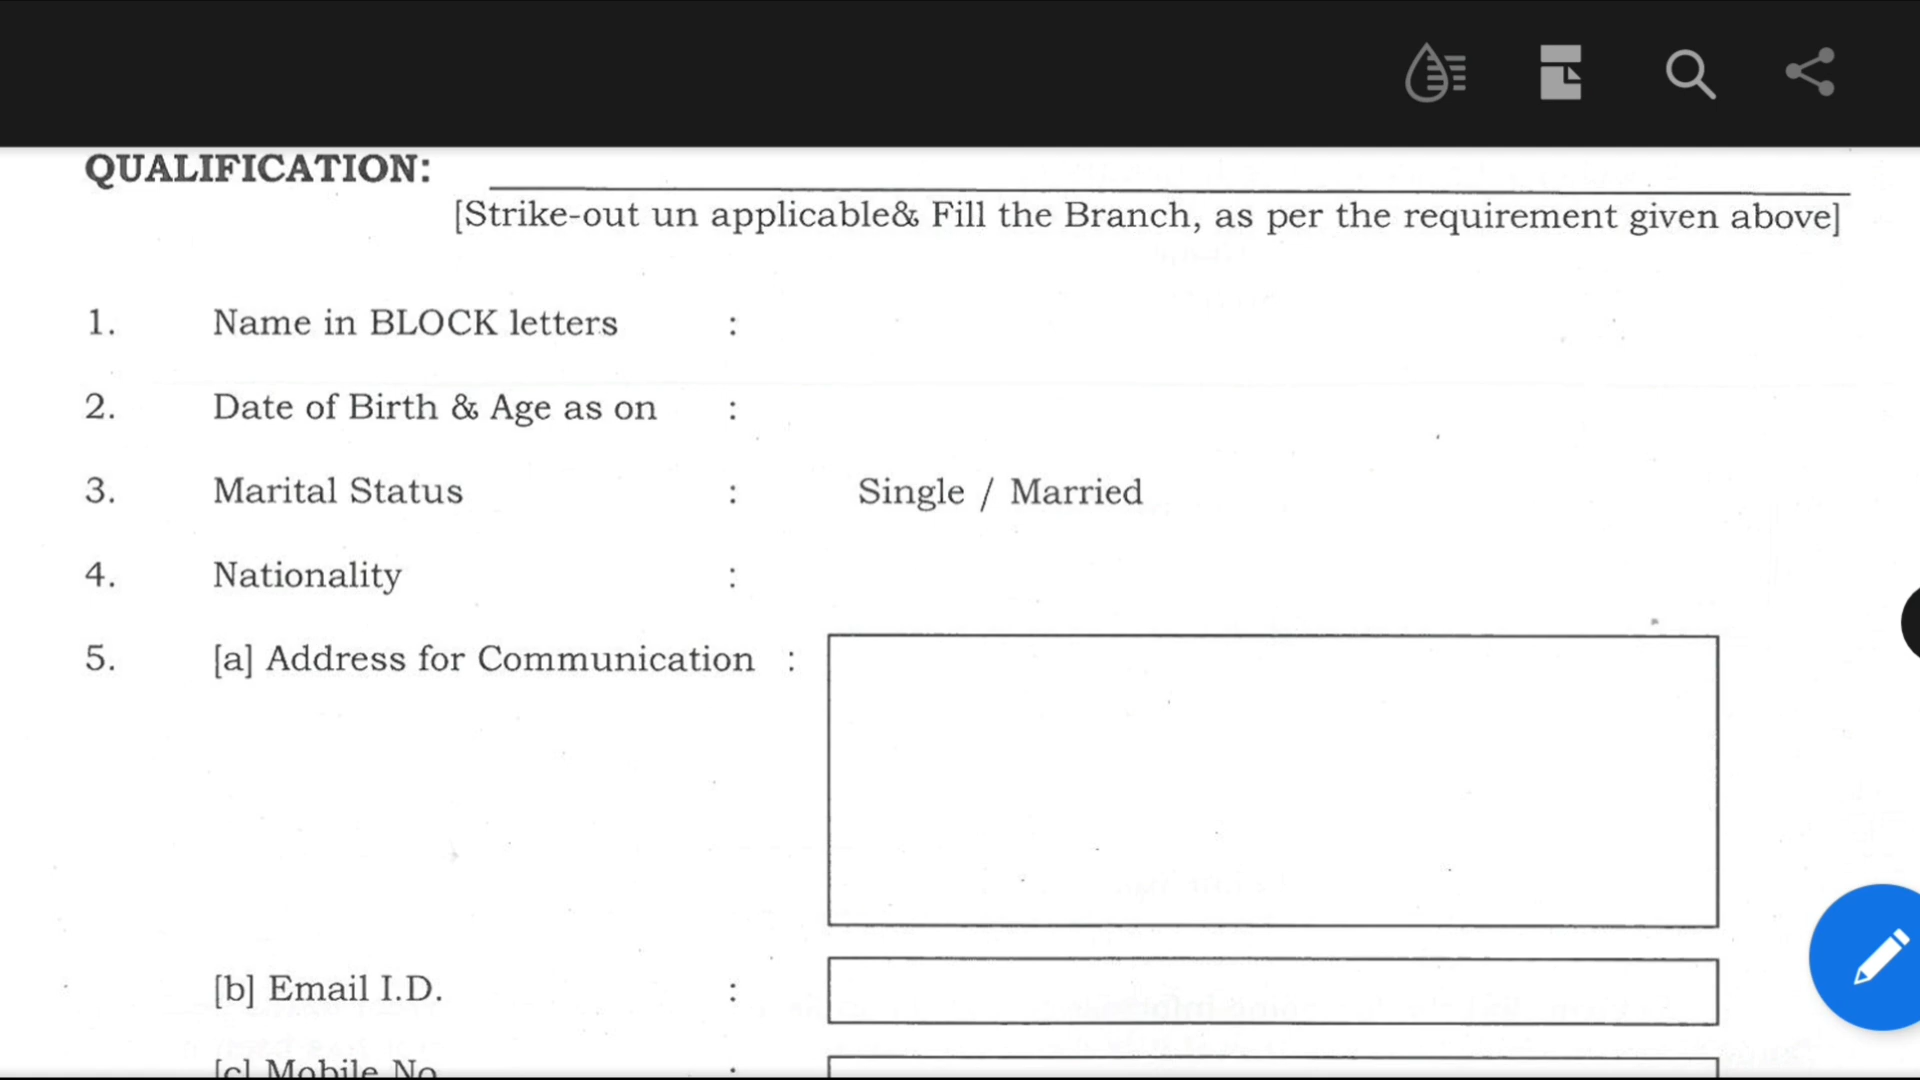 QUALIFICATION:
[Strike-out un applicable& Fill the Branch, as per the requirement given above]
1. Name in BLOCK letters :
2. Date of Birth & Age as on :
3. Marital Status : Single / Married
4. Nationality :
5. [a] Address for Communication :
[b] Email I.D. :
[c] Mobile No :